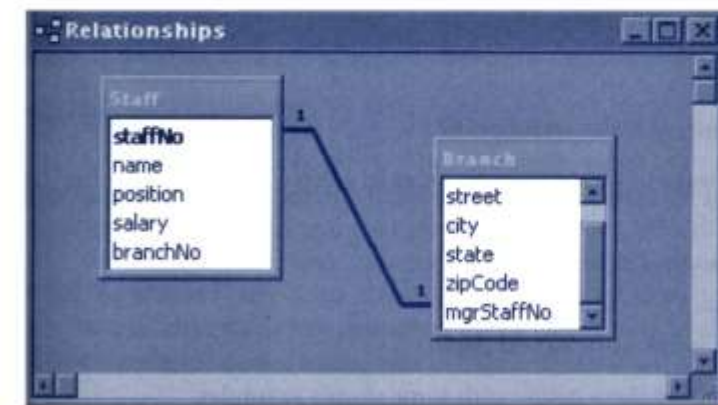 Relationships
Staff
staffNo
name
position
salary
branchNo
1
1
Branch
street
city
state
zipCode
mgrStaffNo